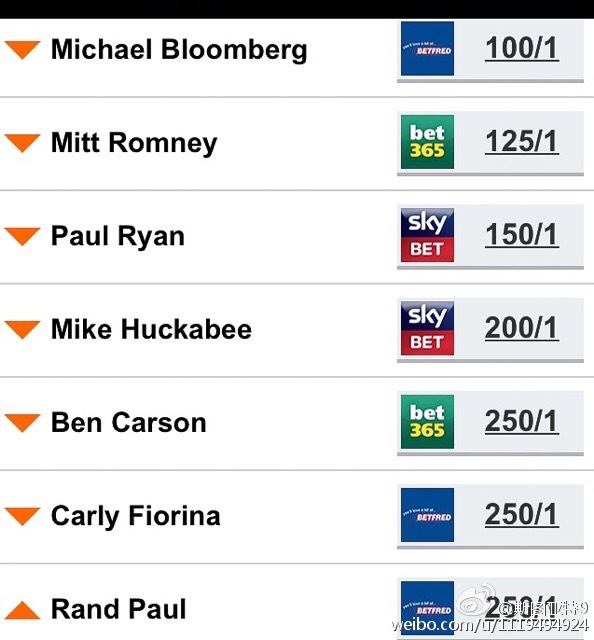 Michael Bloomberg
BETFRED
100/1
Mitt Romney
bet
365
125/1
Paul Ryan
sky
BET
150/1
Mike Huckabee
sky
BET
200/1
Ben Carson
bet
365
250/1
Carly Fiorina
BETFRED
250/1
Rand Paul
BETFRED
250/1
weibo.com/u/1119494924